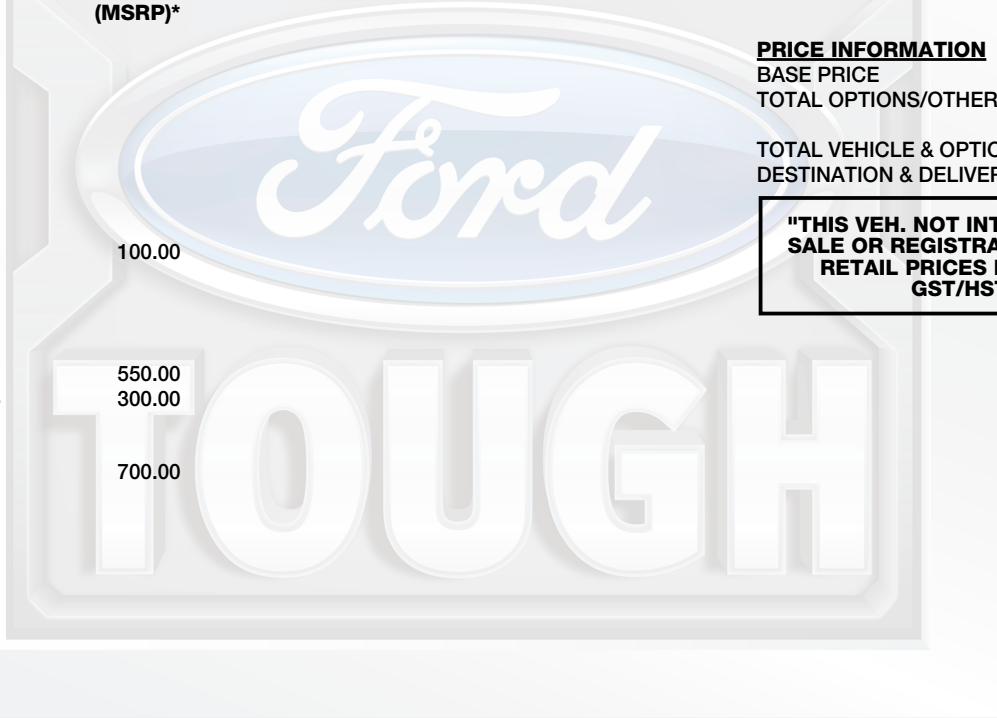 (MSRP)*
PRICE INFORMATION
BASE PRICE
TOTAL OPTIONS/OTHER
TOTAL VEHICLE & OPTIO
DESTINATION & DELIVER
"THIS VEH. NOT INT
SALE OR REGISTRA
RETAIL PRICES
GST/HST
100.00
550.00
300.00
700.00
Ford
TOUGH